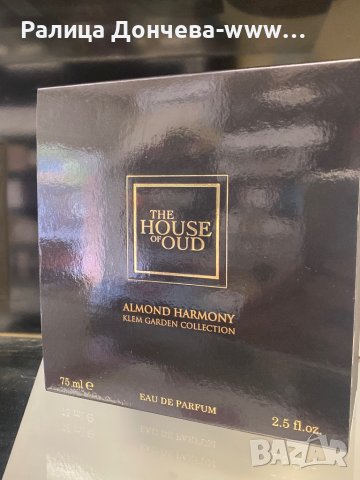 Ралица Дончева-www...
THE
HOUSE
OF OUD
ALMOND HARMONY
KLEM GARDEN COLLECTION
75 ml e
EAU DE PARFUM
2.5 fl.oz.
BAZAR